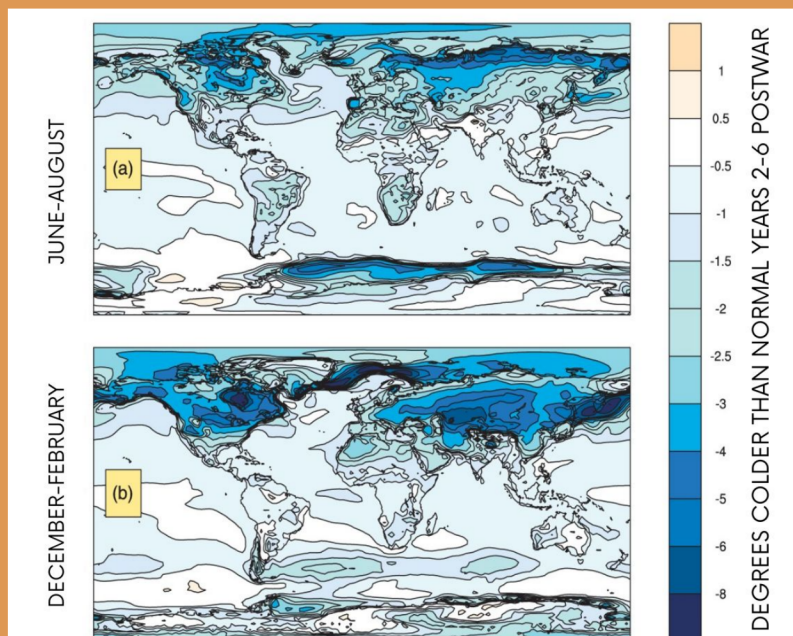 JUNE-AUGUST
(a)
DECEMBER-FEBRUARY
(b)
1
0.5
-0.5
-1
-1.5
-2
-2.5
-3
-4
-5
-6
-8
DEGREES COLDER THAN NORMAL YEARS 2-6 POSTWAR